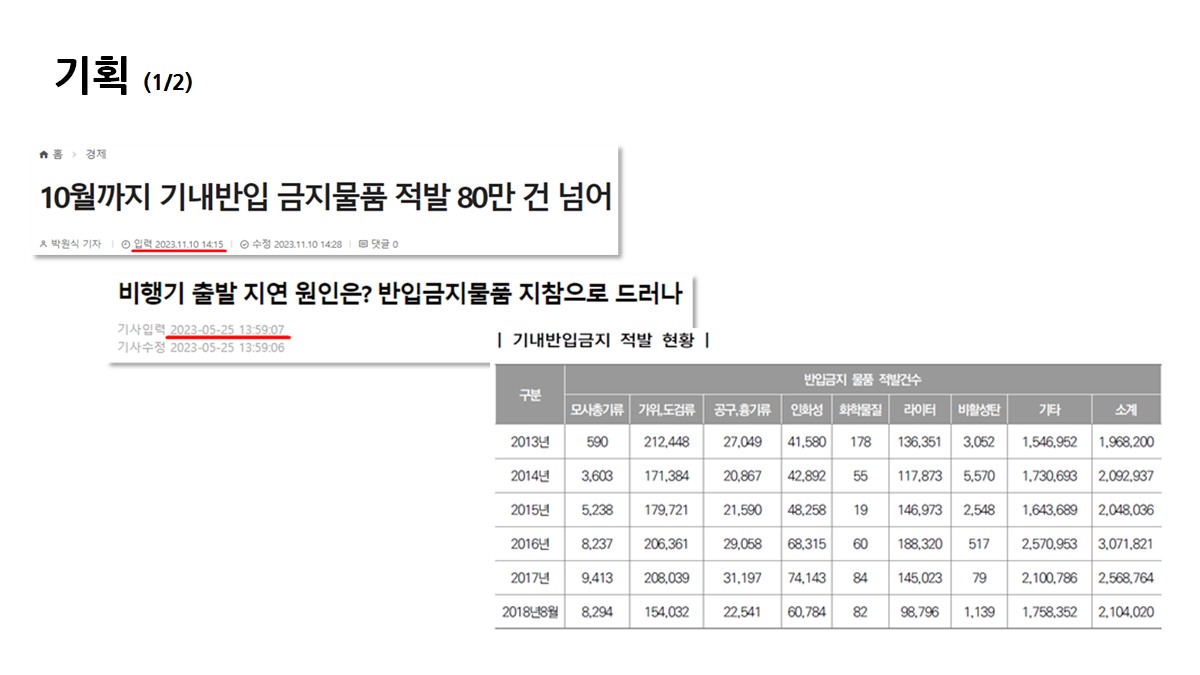 기획 (1/2)
홈 > 경제
10월까지 기내반입 금지물품 적발 80만 건 넘어
박원식 기자 | 입력 2023.11.10 14:15 | 수정 2023.11.10 14:28 | 댓글 0
비행기 출발 지연 원인은? 반입금지물품 지참으로 드러나
기사입력 2023-05-25 13:59:07
기사수정 2023-05-25 13:59:06
| 기내반입금지 적발 현황 |
구분 반입금지 물품 적발건수
모사총기류 가위,도검류 공구,흉기류 인화성 화학물질 라이터 비활성탄 기타 소계
2013년 590 212,448 27,049 41,580 178 136,351 3,052 1,546,952 1,968,200
2014년 3,603 171,384 20,867 42,892 55 117,873 5,570 1,730,693 2,092,937
2015년 5,238 179,721 21,590 48,258 19 146,973 2,548 1,643,689 2,048,036
2016년 8,237 206,361 29,058 68,315 60 188,320 517 2,570,953 3,071,821
2017년 9,413 208,039 31,197 74,143 84 145,023 79 2,100,786 2,568,764
2018년8월 8,294 154,032 22,541 60,784 82 98,796 1,139 1,758,352 2,104,020